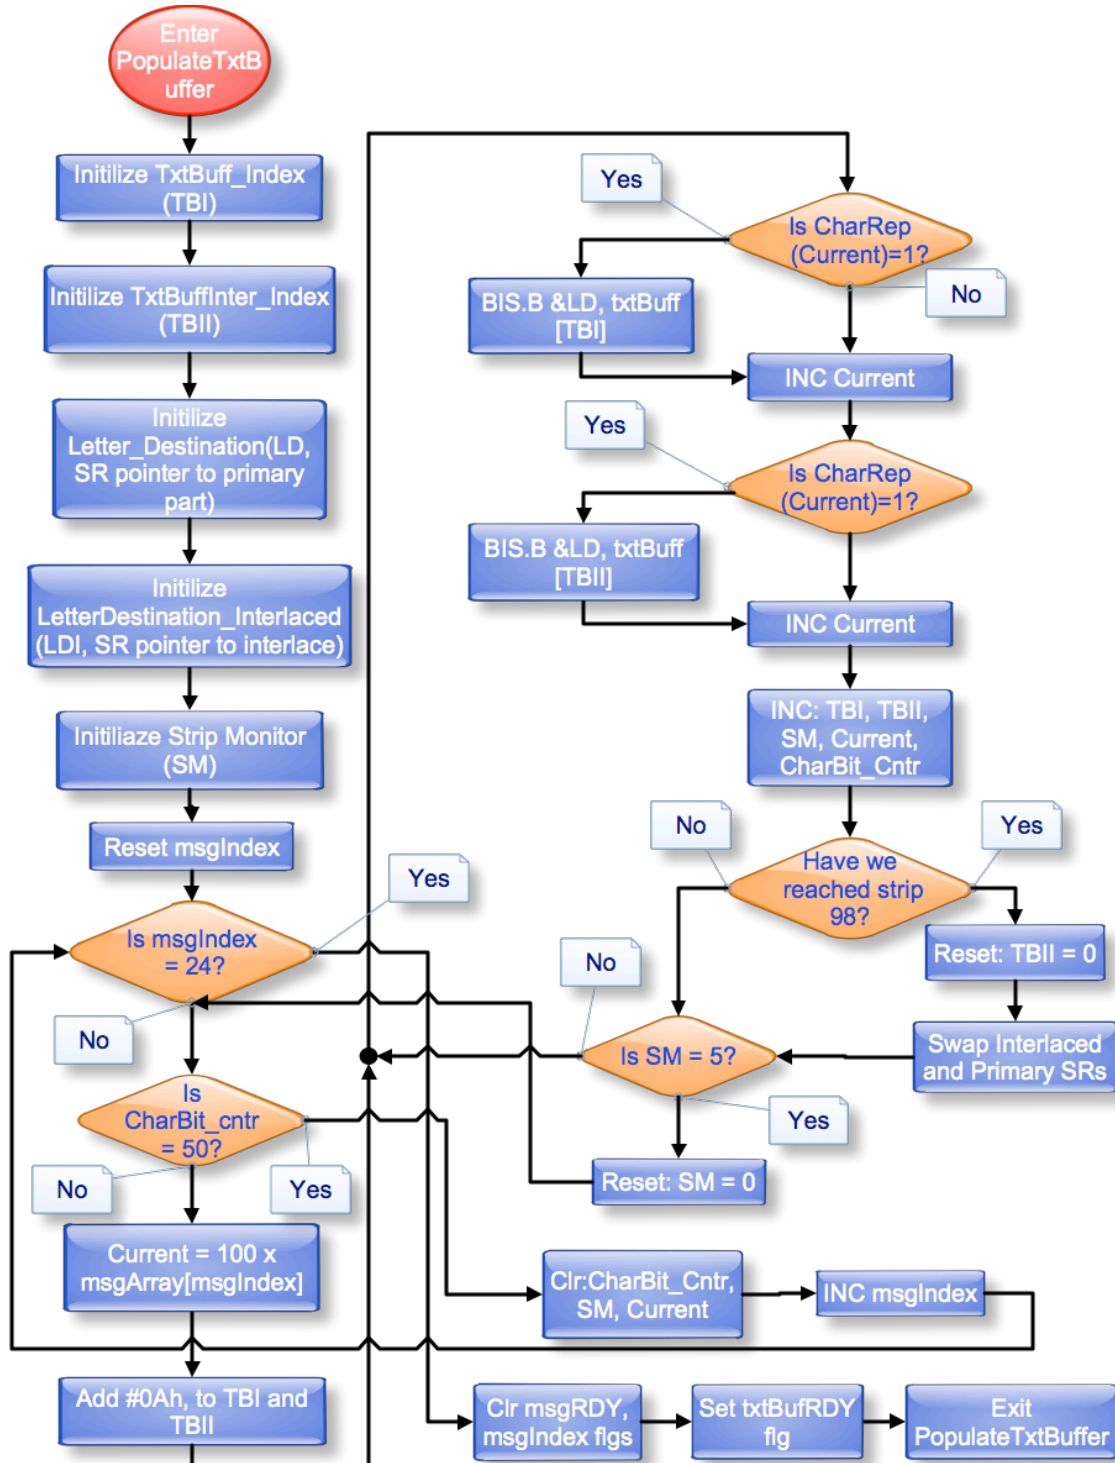 Enter
PopulateTxtB
uffer
Initilize TxtBuff_Index
(TBI)
Initilize TxtBuffInter_Index
(TBII)
Initilize
Letter_Destination(LD,
SR pointer to primary
part)
Initilize
LetterDestination_Interlaced
(LDI, SR pointer to interlace)
Initiliaze Strip Monitor
(SM)
Reset msgIndex
Yes
Is msgIndex
= 24?
No
Is
CharBit_cntr
= 50?
No
Yes
Current = 100 x
msgArray[msgIndex]
Add #0Ah, to TBI and
TBII
Yes
Is CharRep
(Current)=1?
No
BIS.B &LD, txtBuff
[TBI]
INC Current
Yes
Is CharRep
(Current)=1?
BIS.B &LD, txtBuff
[TBII]
INC Current
INC: TBI, TBII,
SM, Current,
CharBit_Cntr
No
Yes
Have we
reached strip
98?
Reset: TBII = 0
Swap Interlaced
and Primary SRs
No
Is SM = 5?
Yes
Reset: SM = 0
Clr:CharBit_Cntr,
SM, Current
INC msgIndex
Clr msgRDY,
msgIndex flgs
Set txtBufRDY
flg
Exit
PopulateTxtBuffer